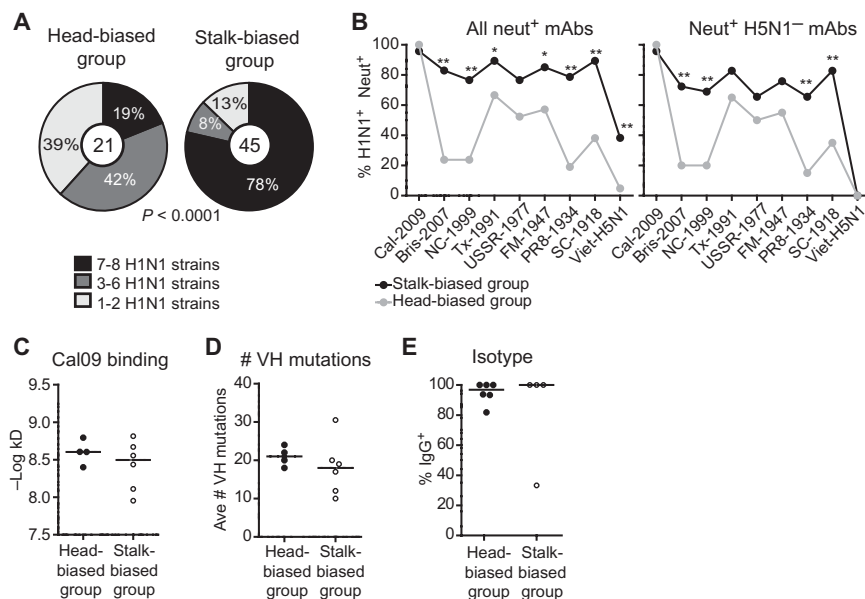 A
Head-biased
group
Stalk-biased
group
19%
39%
21
42%
13%
8%
45
78%
P < 0.0001
7-8 H1N1 strains
3-6 H1N1 strains
1-2 H1N1 strains
B
All neut+ mAbs
Neut+ H5N1− mAbs
% H1N1+ Neut+
100
80
60
40
20
0
**
**
*
*
**
**
**
**
**
**
**
Cal-2009
Bris-2007
NC-1999
Tx-1991
USSR-1977
FM-1947
PR8-1934
SC-1918
Viet-H5N1
Cal-2009
Bris-2007
NC-1999
Tx-1991
USSR-1977
FM-1947
PR8-1934
SC-1918
Viet-H5N1
Stalk-biased group
Head-biased group
C
Cal09 binding
−Log kD
9.5
9.0
8.5
8.0
7.5
Head-
biased
group
Stalk-
biased
group
D
# VH mutations
Ave # VH mutations
40
30
20
10
0
Head-
biased
group
Stalk-
biased
group
E
Isotype
% IgG+
100
80
60
40
20
0
Head-
biased
group
Stalk-
biased
group